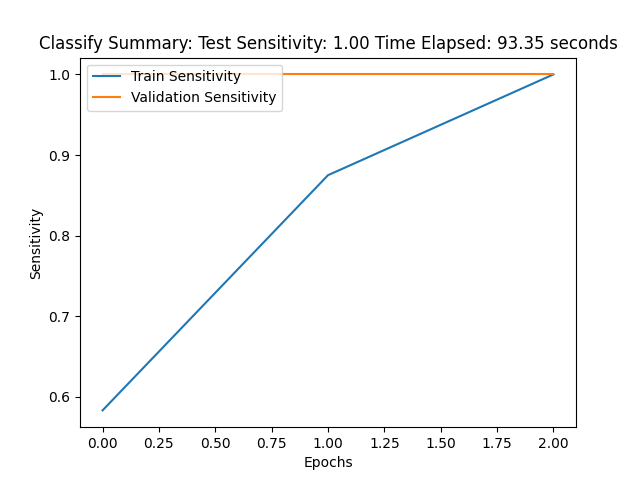 Classify Summary: Test Sensitivity: 1.00 Time Elapsed: 93.35 seconds
Train Sensitivity
Validation Sensitivity
1.0
0.9
0.8
0.7
0.6
Sensitivity
0.00 0.25 0.50 0.75 1.00 1.25 1.50 1.75 2.00
Epochs